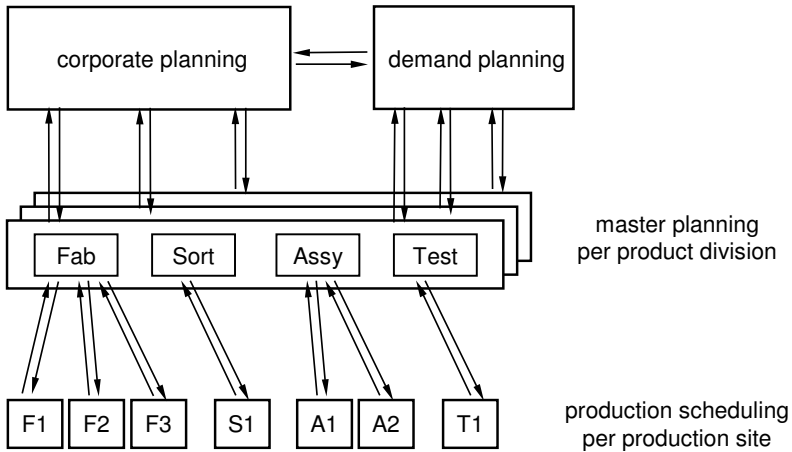 corporate planning
demand planning
master planning
per product division
Fab
Sort
Assy
Test
F1
F2
F3
S1
A1
A2
T1
production scheduling
per production site